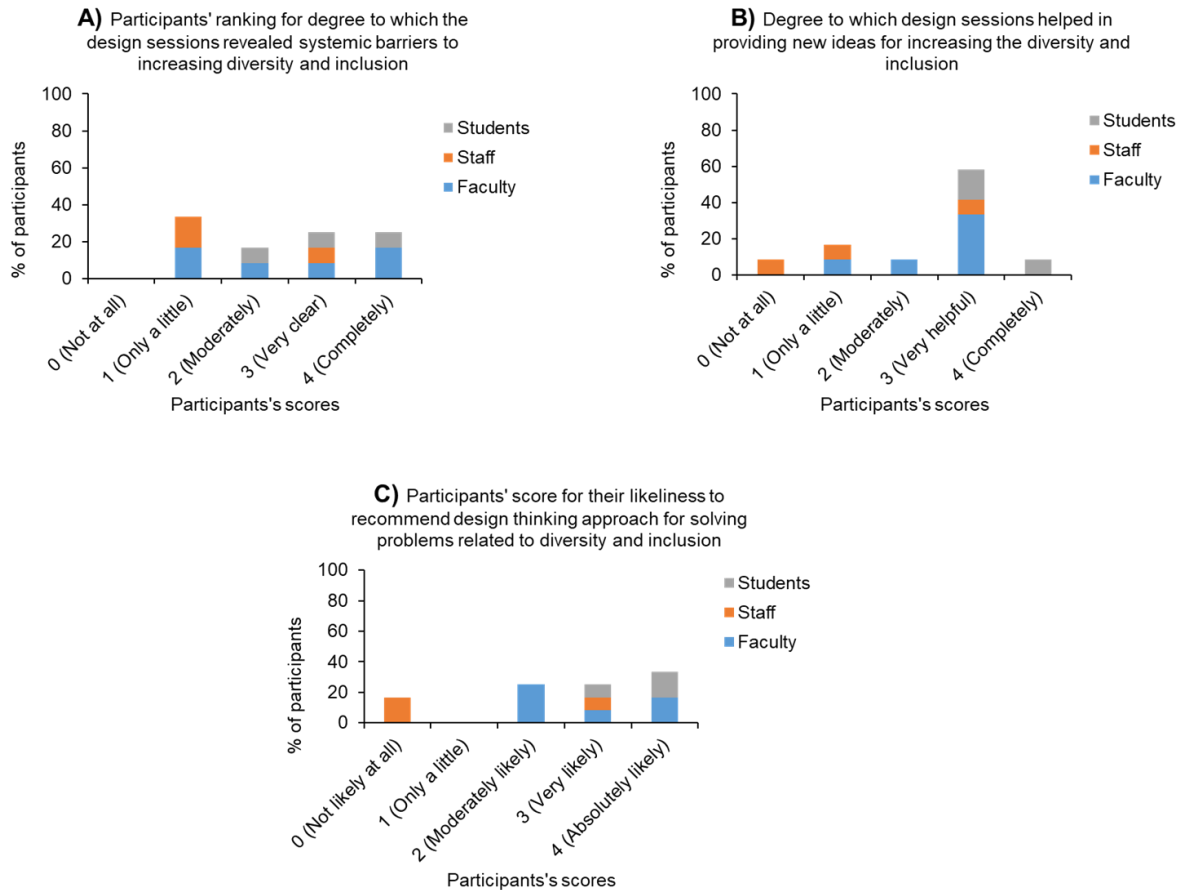 A) Participants' ranking for degree to which the
design sessions revealed systemic barriers to
increasing diversity and inclusion
100
80
60
40
20
0
% of participants
Students
Staff
Faculty
0 (Not at all)
1 (Only a little)
2 (Moderately)
3 (Very clear)
4 (Completely)
Participants's scores
B) Degree to which design sessions helped in
providing new ideas for increasing the diversity and
inclusion
100
80
60
40
20
0
% of participants
Students
Staff
Faculty
0 (Not at all)
1 (Only a little)
2 (Moderately)
3 (Very helpful)
4 (Completely)
Participants's scores
C) Participants' score for their likeliness to
recommend design thinking approach for solving
problems related to diversity and inclusion
100
80
60
40
20
0
% of participants
Students
Staff
Faculty
0 (Not likely at all)
1 (Only a little)
2 (Moderately likely)
3 (Very likely)
4 (Absolutely likely)
Participants's scores